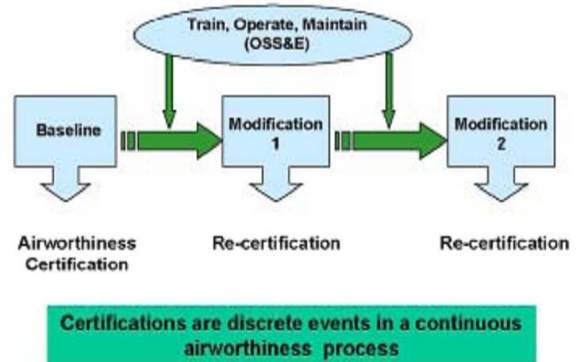 Train, Operate, Maintain
(OSS&E)
Baseline
Modification
1
Modification
2
Airworthiness
Certification
Re-certification
Re-certification
Certifications are discrete events in a continuous
airworthiness process